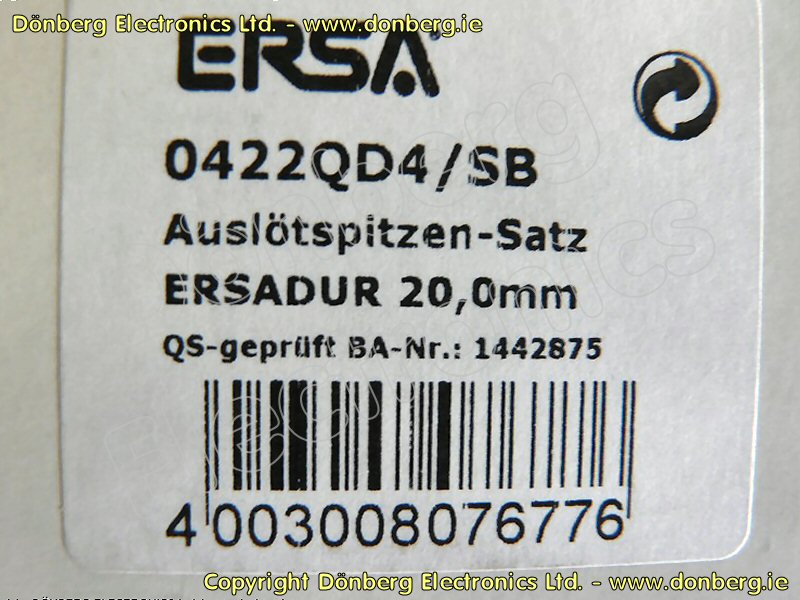 Dönberg Electronics Ltd. - www.donberg.ie
ERSA
0422QD4/SB
Auslötspitzen-Satz
ERSADUR 20,0mm
QS-geprüft BA-Nr.: 1442875
4 003008 076776
Copyright Dönberg Electronics Ltd. - www.donberg.ie